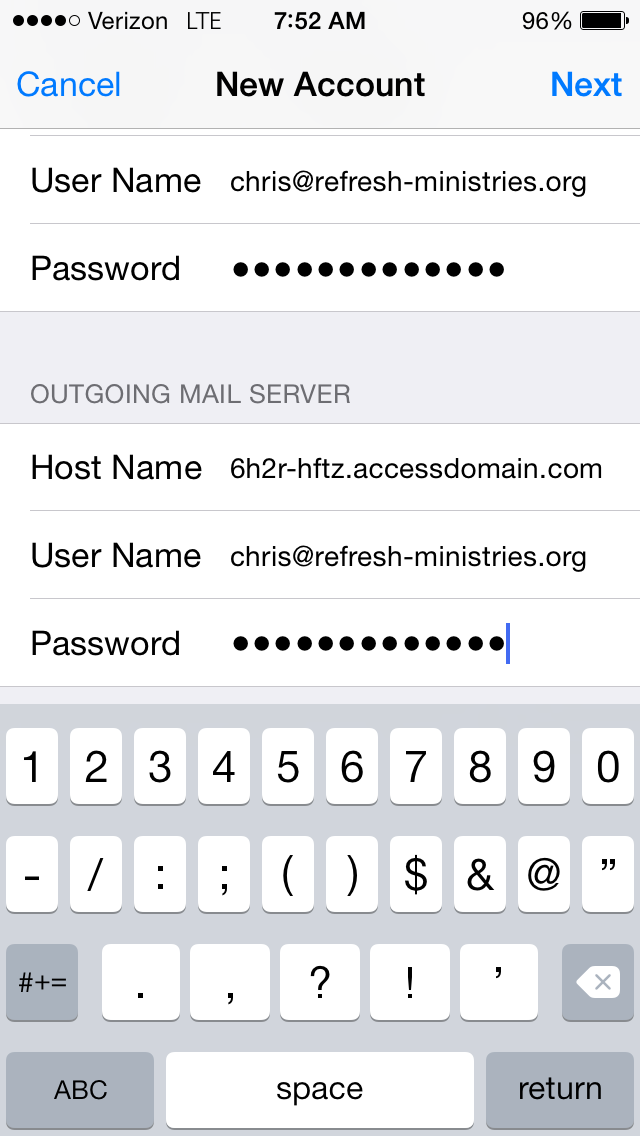 Verizon LTE 7:52 AM 96%
Cancel New Account Next
User Name chris@refresh-ministries.org
Password ●●●●●●●●●●●●●
OUTGOING MAIL SERVER
Host Name 6h2r-hftz.accessdomain.com
User Name chris@refresh-ministries.org
Password ●●●●●●●●●●●●●
1 2 3 4 5 6 7 8 9 0
- / : ; ( ) $ & @ ”
#+= . , ? ! ’
ABC space return